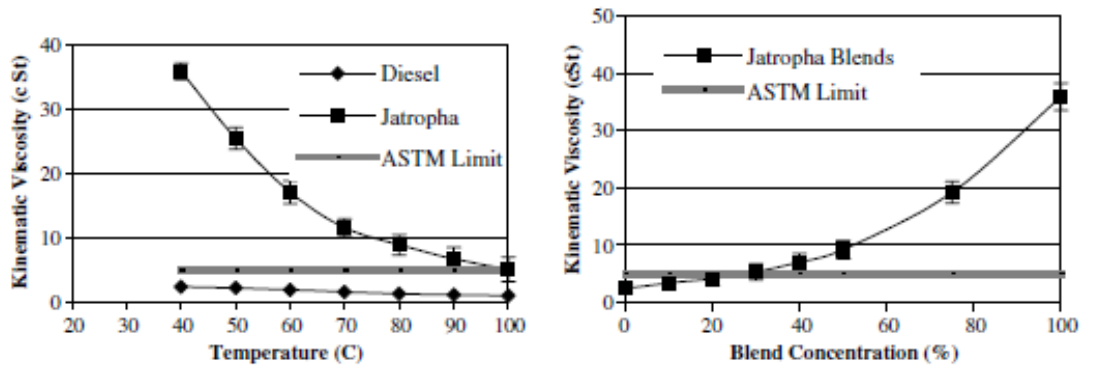 40
30
20
10
0
Kinematic Viscosity (c St)
Diesel
Jatropha
ASTM Limit
20 30 40 50 60 70 80 90 100
Temperature (C)
50
40
30
20
10
0
Kinematic Viscosity (cSt)
Jatropha Blends
ASTM Limit
0 20 40 60 80 100
Blend Concentration (%)